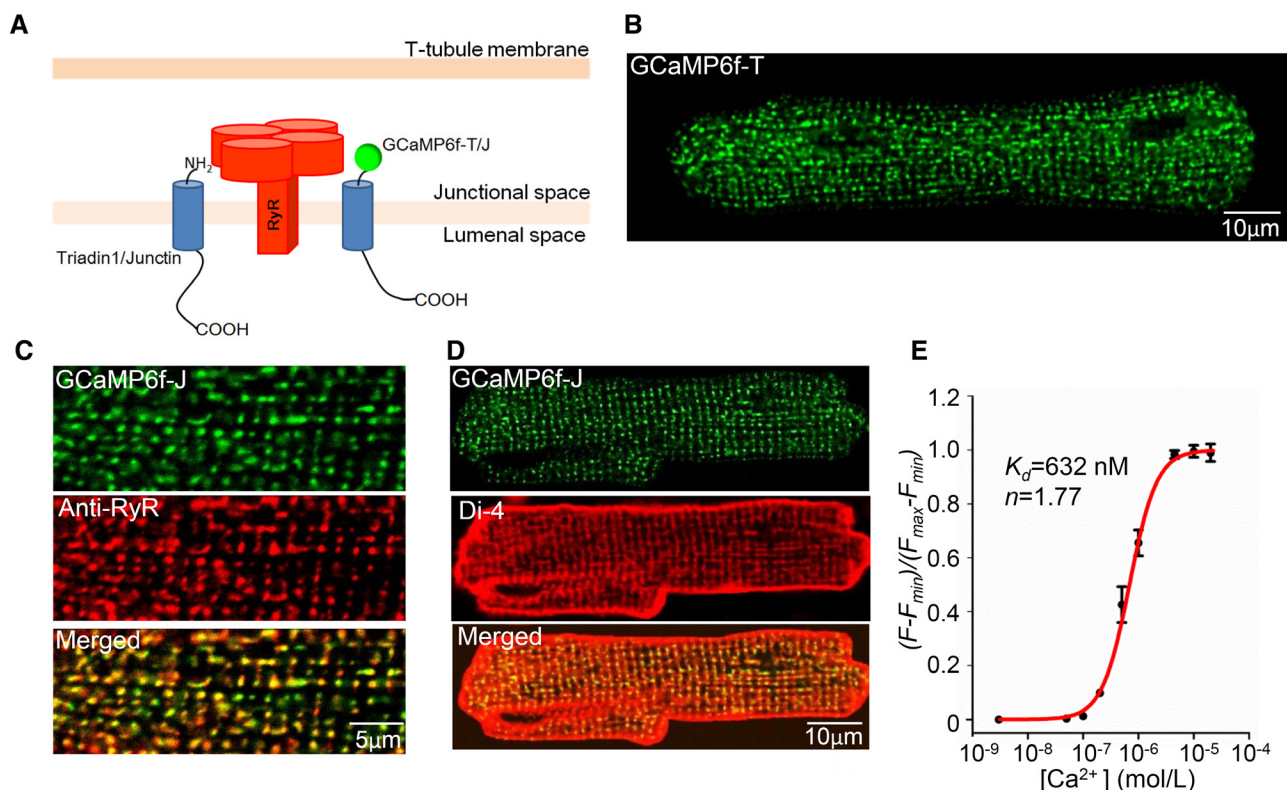 A
T-tubule membrane
NH2
GCaMP6f-T/J
RyR
Junctional space
Lumenal space
Triadin1/Junctin
COOH
COOH
B
GCaMP6f-T
10µm
C
GCaMP6f-J
Anti-RyR
Merged
5µm
D
GCaMP6f-J
Di-4
Merged
10µm
E
(F-Fmin)/(Fmax-Fmin)
1.2
1.0
0.8
0.6
0.4
0.2
0
Kd=632 nM
n=1.77
10-9 10-8 10-7 10-6 10-5 10-4
[Ca2+] (mol/L)